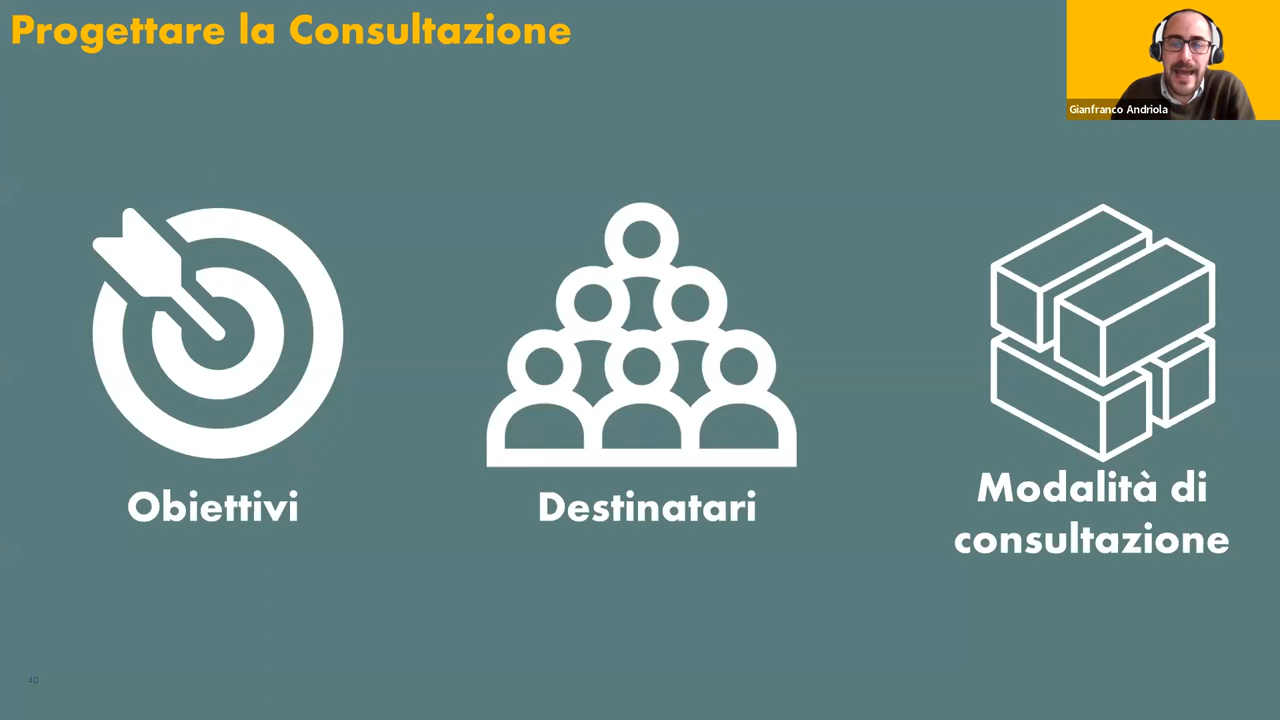 Progettare la Consultazione
Gianfranco Andriola
Obiettivi
Destinatari
Modalità di
consultazione
40